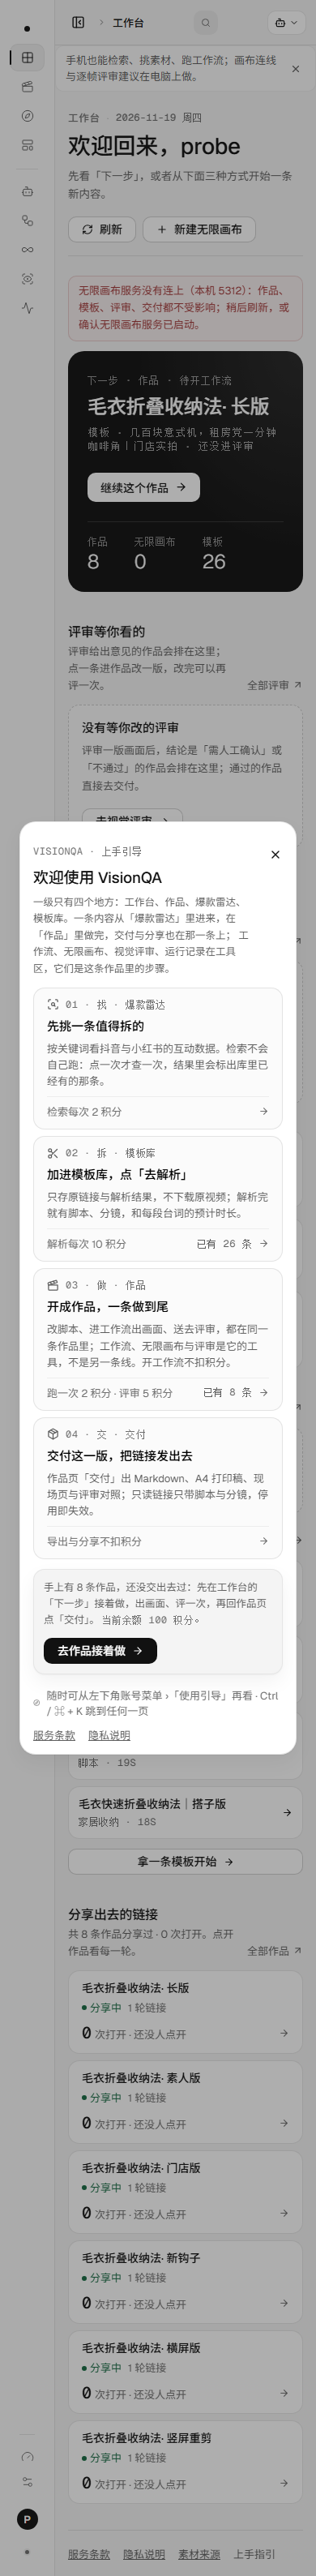 工作台
手机也能检索、挑素材、跑工作流；画布连线
与逐帧评审建议在电脑上做。
工作台 · 2026-11-19 周四
欢迎回来，probe
先看「下一步」，或者从下面三种方式开始一条
新内容。
刷新
新建无限画布
无限画布服务没有连上（本机 5312）：作品、
模板、评审、交付都不受影响；稍后刷新，或
确认无限画布服务已启动。
下一步 · 作品 · 待开工作流
毛衣折叠收纳法· 长版
模板 · 几百块意式机，租房党一分钟
咖啡角｜门店实拍 · 还没进评审
继续这个作品
作品 无限画布 模板
8 0 26
评审等你看的
评审给出意见的作品会排在这里；
点一条进作品改一版，改完可以再
评一次。
全部评审
没有等你改的评审
评审一版画面后，结论是「需人工确认」或
「不通过」的作品会排在这里；通过的作品
直接去交付。
去视觉评审
VISIONQA · 上手引导
欢迎使用 VisionQA
一级只有四个地方：工作台、作品、爆款雷达、
模板库。一条内容从「爆款雷达」里进来，在
「作品」里做完，交付与分享也在那一条上； 工
作流、无限画布、视觉评审、运行记录在工具
区，它们是这条作品里的步骤。
01 · 找 · 爆款雷达
先挑一条值得拆的
按关键词看抖音与小红书的互动数据。检索不会
自己跑：点一次才查一次，结果里会标出库里已
经有的那条。
检索每次 2 积分
02 · 拆 · 模板库
加进模板库，点「去解析」
只存原链接与解析结果，不下载原视频；解析完
就有脚本、分镜，和每段台词的预计时长。
解析每次 10 积分
已有 26 条
03 · 做 · 作品
开成作品，一条做到尾
改脚本、进工作流出画面、送去评审，都在同一
条作品里；工作流、无限画布与评审是它的工
具，不是另一条线。开工作流不扣积分。
跑一次 2 积分 · 评审 5 积分
已有 8 条
04 · 交 · 交付
交付这一版，把链接发出去
作品页「交付」出 Markdown、A4 打印稿、现
场页与评审对照；只读链接只带脚本与分镜，停
用即失效。
导出与分享不扣积分
手上有 8 条作品，还没交出去过：先在工作台的
「下一步」接着做，出画面、评一次，再回作品页
点「交付」。 当前余额 100 积分。
去作品接着做
随时可从左下角账号菜单 ›「使用引导」再看 · Ctrl
/ ⌘ + K 跳到任何一页
服务条款 隐私说明
脚本 · 19S
毛衣快速折叠收纳法｜搭子版
家居收纳 · 18S
拿一条模板开始
分享出去的链接
共 8 条作品分享过 · 0 次打开。点开
作品看每一轮。
全部作品
毛衣折叠收纳法· 长版
分享中 1 轮链接
0 次打开 · 还没人点开
毛衣折叠收纳法· 素人版
分享中 1 轮链接
0 次打开 · 还没人点开
毛衣折叠收纳法· 门店版
分享中 1 轮链接
0 次打开 · 还没人点开
毛衣折叠收纳法· 新钩子
分享中 1 轮链接
0 次打开 · 还没人点开
毛衣折叠收纳法· 横屏版
分享中 1 轮链接
0 次打开 · 还没人点开
毛衣折叠收纳法· 竖屏重剪
分享中 1 轮链接
0 次打开 · 还没人点开
P
服务条款 隐私说明 素材来源 上手指引